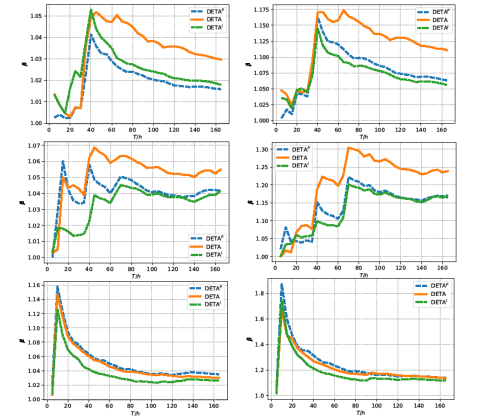 1.05
1.04
1.03
1.02
1.01
1.00
β
0 20 40 60 80 100 120 140 160
T/h
DETA^P
DETA
DETA^I
1.175
1.150
1.125
1.100
1.075
1.050
1.025
1.000
β
0 20 40 60 80 100 120 140 160
T/h
DETA^P
DETA
DETA^I
1.07
1.06
1.05
1.04
1.03
1.02
1.01
1.00
β
0 20 40 60 80 100 120 140 160
T/h
DETA^P
DETA
DETA^I
1.30
1.25
1.20
1.15
1.10
1.05
1.00
β
0 20 40 60 80 100 120 140 160
T/h
DETA^P
DETA
DETA^I
1.16
1.14
1.12
1.10
1.08
1.06
1.04
1.02
1.00
β
0 20 40 60 80 100 120 140 160
T/h
DETA^P
DETA
DETA^I
1.8
1.6
1.4
1.2
1.0
β
0 20 40 60 80 100 120 140 160
T/h
DETA^P
DETA
DETA^I